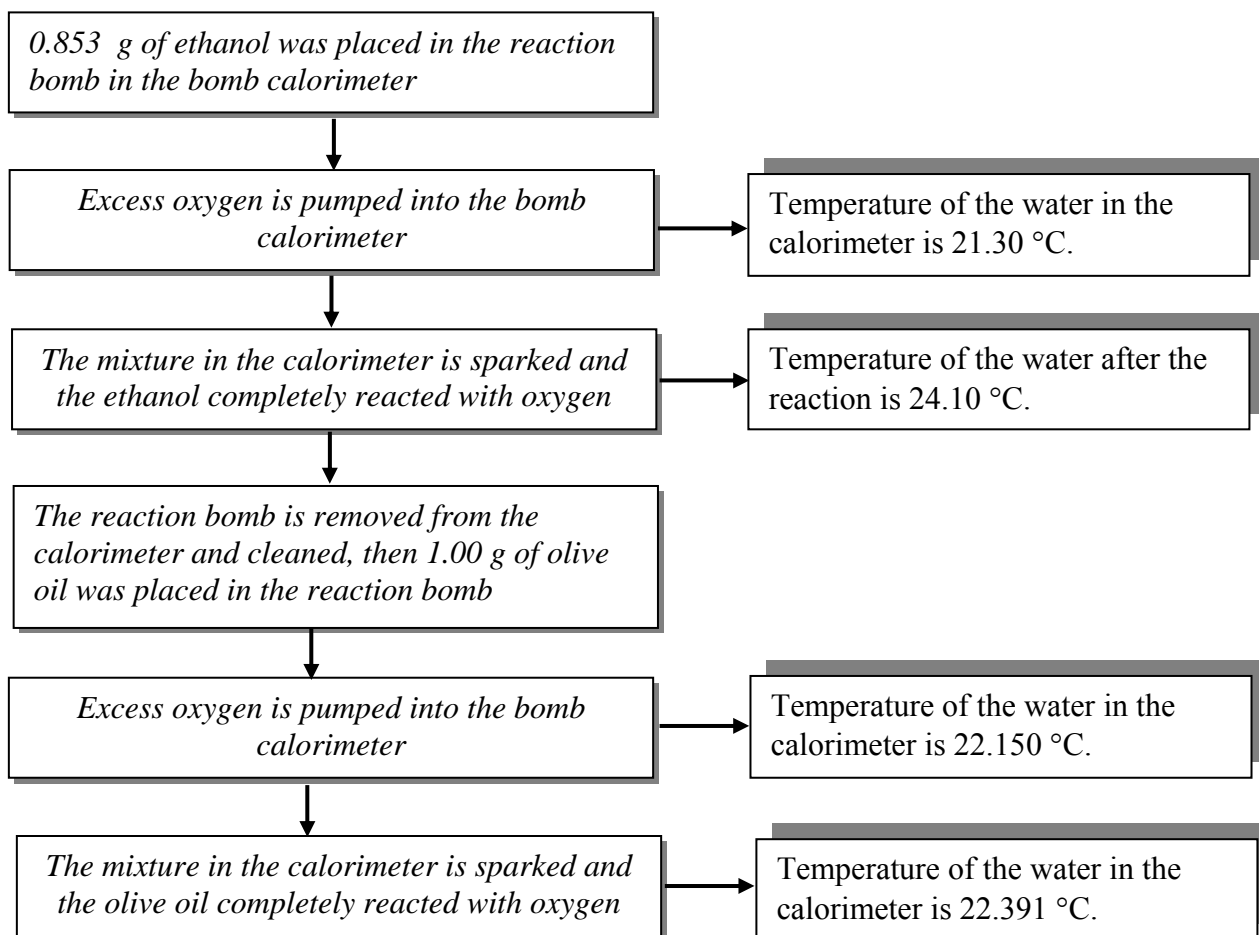 0.853 g of ethanol was placed in the reaction
bomb in the bomb calorimeter
Excess oxygen is pumped into the bomb
calorimeter
Temperature of the water in the
calorimeter is 21.30 °C.
The mixture in the calorimeter is sparked and
the ethanol completely reacted with oxygen
Temperature of the water after the
reaction is 24.10 °C.
The reaction bomb is removed from the
calorimeter and cleaned, then 1.00 g of olive
oil was placed in the reaction bomb
Excess oxygen is pumped into the bomb
calorimeter
Temperature of the water in the
calorimeter is 22.150 °C.
The mixture in the calorimeter is sparked and
the olive oil completely reacted with oxygen
Temperature of the water in the
calorimeter is 22.391 °C.